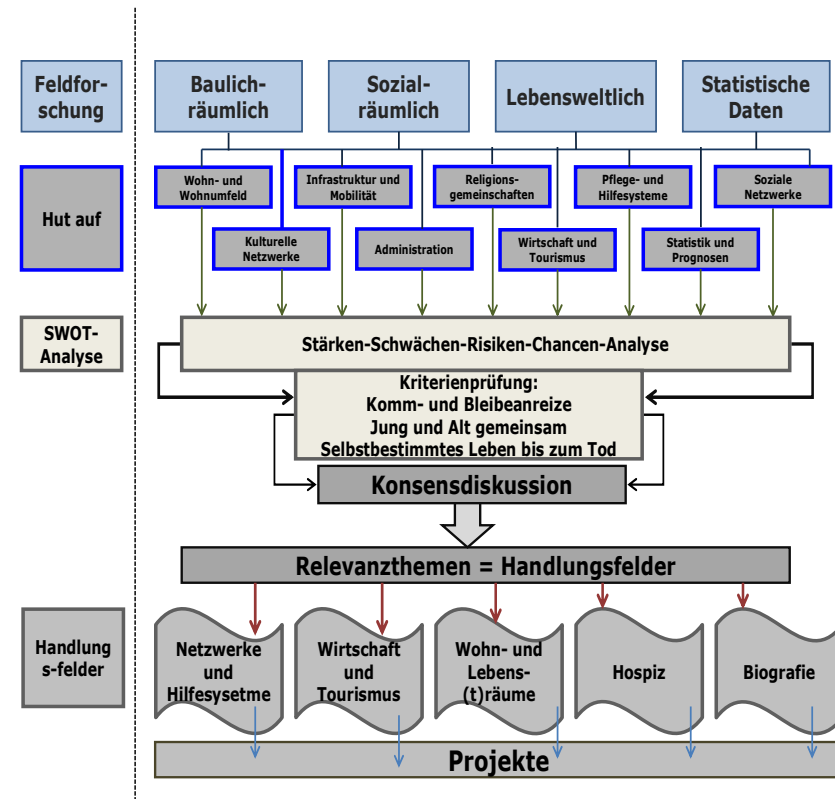 Feldfor-
schung
Baulich-
räumlich
Sozial-
räumlich
Lebensweltlich
Statistische
Daten
Hut auf
Wohn- und
Wohnumfeld
Infrastruktur und
Mobilität
Religions-
gemeinschaften
Pflege- und
Hilfesysteme
Soziale
Netzwerke
Kulturelle
Netzwerke
Administration
Wirtschaft und
Tourismus
Statistik und
Prognosen
SWOT-
Analyse
Stärken-Schwächen-Risiken-Chancen-Analyse
Kriterienprüfung:
Komm- und Bleibeanreize
Jung und Alt gemeinsam
Selbstbestimmtes Leben bis zum Tod
Konsensdiskussion
Relevanzthemen = Handlungsfelder
Handlung
s-felder
Netzwerke
und
Hilfesysetme
Wirtschaft
und
Tourismus
Wohn- und
Lebens-
(t)räume
Hospiz
Biografie
Projekte